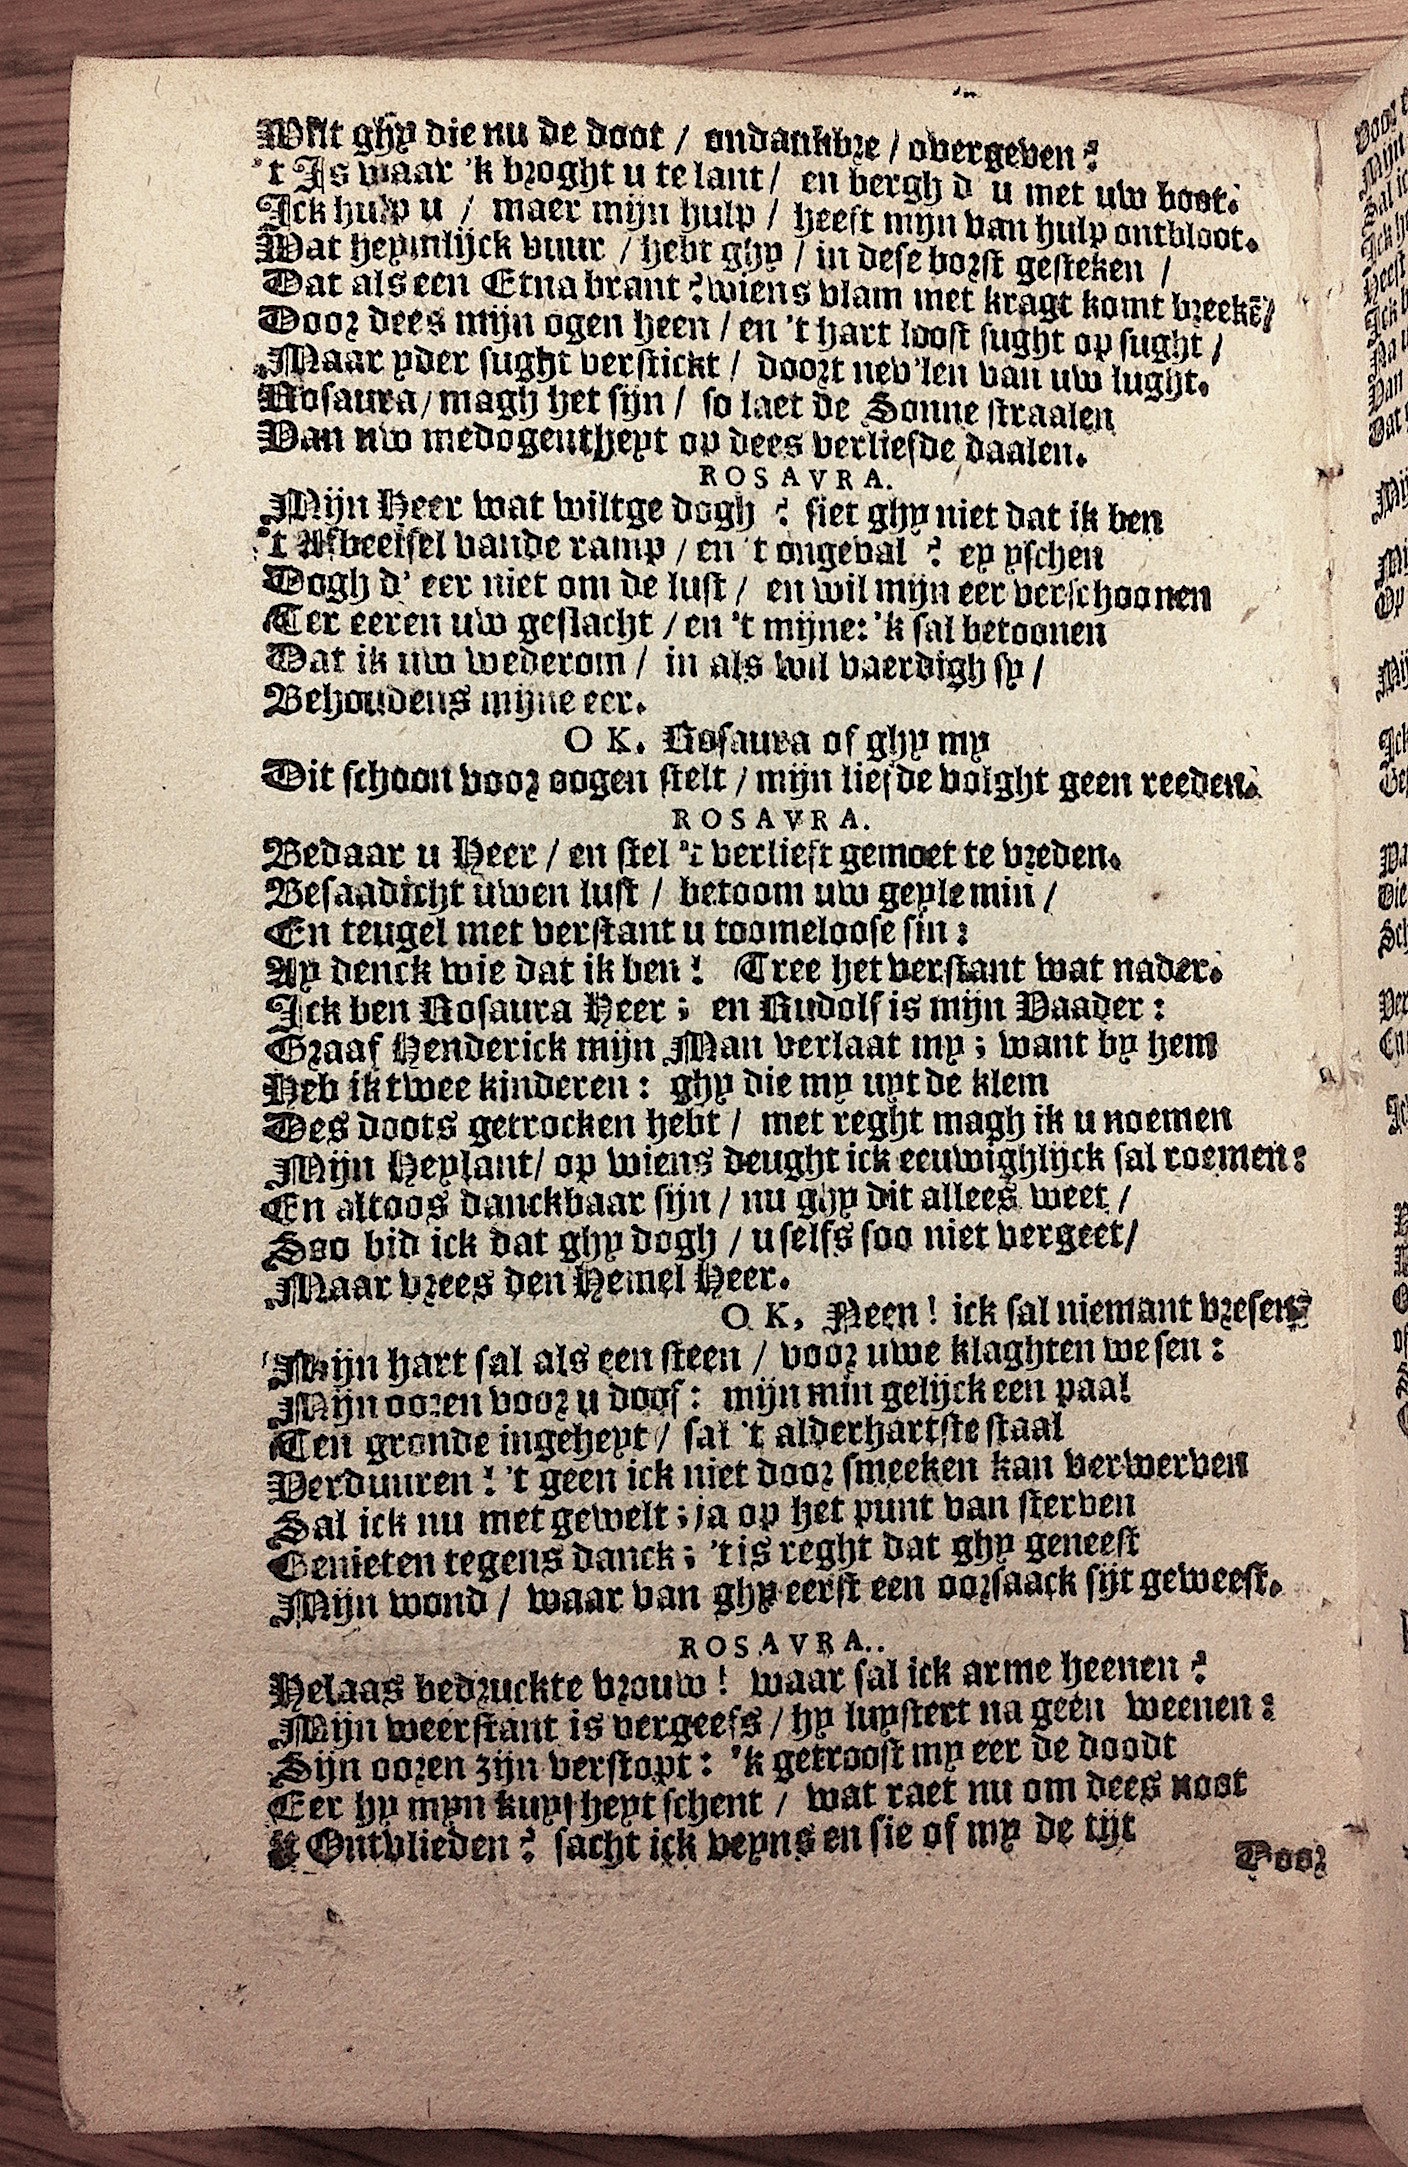 Wilt ghy die nu de doot / ondankbre / overgeven?
't Is waar 'k broght u te lant / en bergh d' u met uw boot.
Ick hulp u / maer mijn hulp / heeft mijn van hulp ontbloot.
Wat heymlijck vuur / hebt ghy / in dese borst gesteken /
Dat als een Etna brant? wiens vlam met kragt komt breekẽ/
Door dees mijn ogen heen / en 't hart loost sught op sught /
Maar yder sught verstickt / doort nev'len van uw lught.
Rosaura / magh het sijn / so laet de Sonne straalen
Van uw medogentheyt op dees verliefde daalen.
ROSAVRA.
Mijn Heer wat wiltge dogh? siet ghy niet dat ik ben
't Afbeelsel vande ramp / en 't ongeval? ey yschen
Dogh d' eer niet om de lust / en wil mijn eer verschoonen
Ter eeren uw geslacht / en 't mijne: 'k sal betoonen
Dat ik uw wederom / in als wil vaerdigh sy /
Behoudens mijne eer.
OK. Rosaura of ghy my
Dit schoon voor oogen stelt / mijn liefde volght geen reeden.
ROSAVRA.
Bedaar u Heer / en stel 't verlieft gemoet te vreden.
Besaadicht uwen lust / betoom uw geyle min /
En teugel met verstant u toomeloose sin:
Ay denck wie dat ik ben! Tree het verstant wat nader.
Ick ben Rosaura Heer; en Rudolf is mijn Vaader:
Graaf Henderick mijn Man verlaat my; want by hem
Heb ik twee kinderen: ghy die my uyt de klem
Des doots getrocken hebt / met reght magh ik u noemen
Mijn Heylant / op wiens deught ick eeuwighlijck sal roemen:
En altoos danckbaar sijn / nu ghy dit allees weet /
Soo bid ick dat ghy dogh / u selfs soo niet vergeet /
Maar vrees den Hemel Heer.
OK, Neen! ick sal niemant vresen:
Mijn hart sal als een steen / voor uwe klaghten wesen:
Mijn ooren voor u doof: mijn min gelijck een paal
Ten gronde ingeheyt / sal 't alderhartste staal
Verduuren! 't geen ick niet door smeeken kan verwerven
Sal ick nu met gewelt; ja op het punt van sterven
Genieten tegens danck; 't is reght dat ghy geneest
Mijn wond / waar van ghy eerst een oorsaack sijt geweest.
ROSAVRA..
Helaas bedruckte vrouw! waar sal ick arme heenen?
Mijn weerstant is vergeefs / hy luystert na geen weenen:
Sijn ooren zijn verstopt: 'k getroost my eer de doodt
Eer hy myn kuysheyt schent / wat raet nu om dees noot
't Ontvlieden? sacht ick veyns en sie of my de tijt
Door